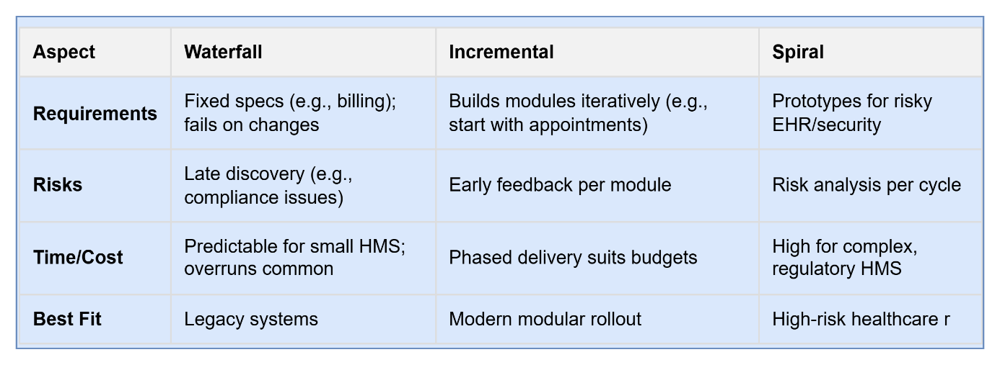 Aspect Waterfall Incremental Spiral
Requirements
Fixed specs (e.g., billing);
fails on changes
Builds modules iteratively (e.g.,
start with appointments)
Prototypes for risky
EHR/security
Risks
Late discovery (e.g.,
compliance issues)
Early feedback per module
Risk analysis per cycle
Time/Cost
Predictable for small HMS;
overruns common
Phased delivery suits budgets
High for complex,
regulatory HMS
Best Fit
Legacy systems
Modern modular rollout
High-risk healthcare r